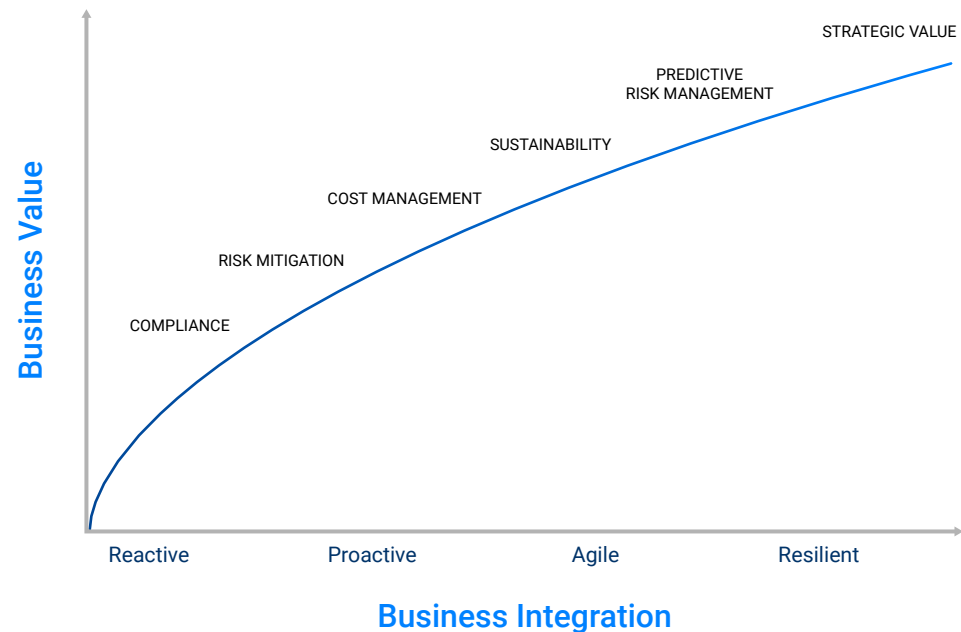 STRATEGIC VALUE
PREDICTIVE
RISK MANAGEMENT
SUSTAINABILITY
COST MANAGEMENT
RISK MITIGATION
COMPLIANCE
Business Value
Reactive
Proactive
Agile
Resilient
Business Integration